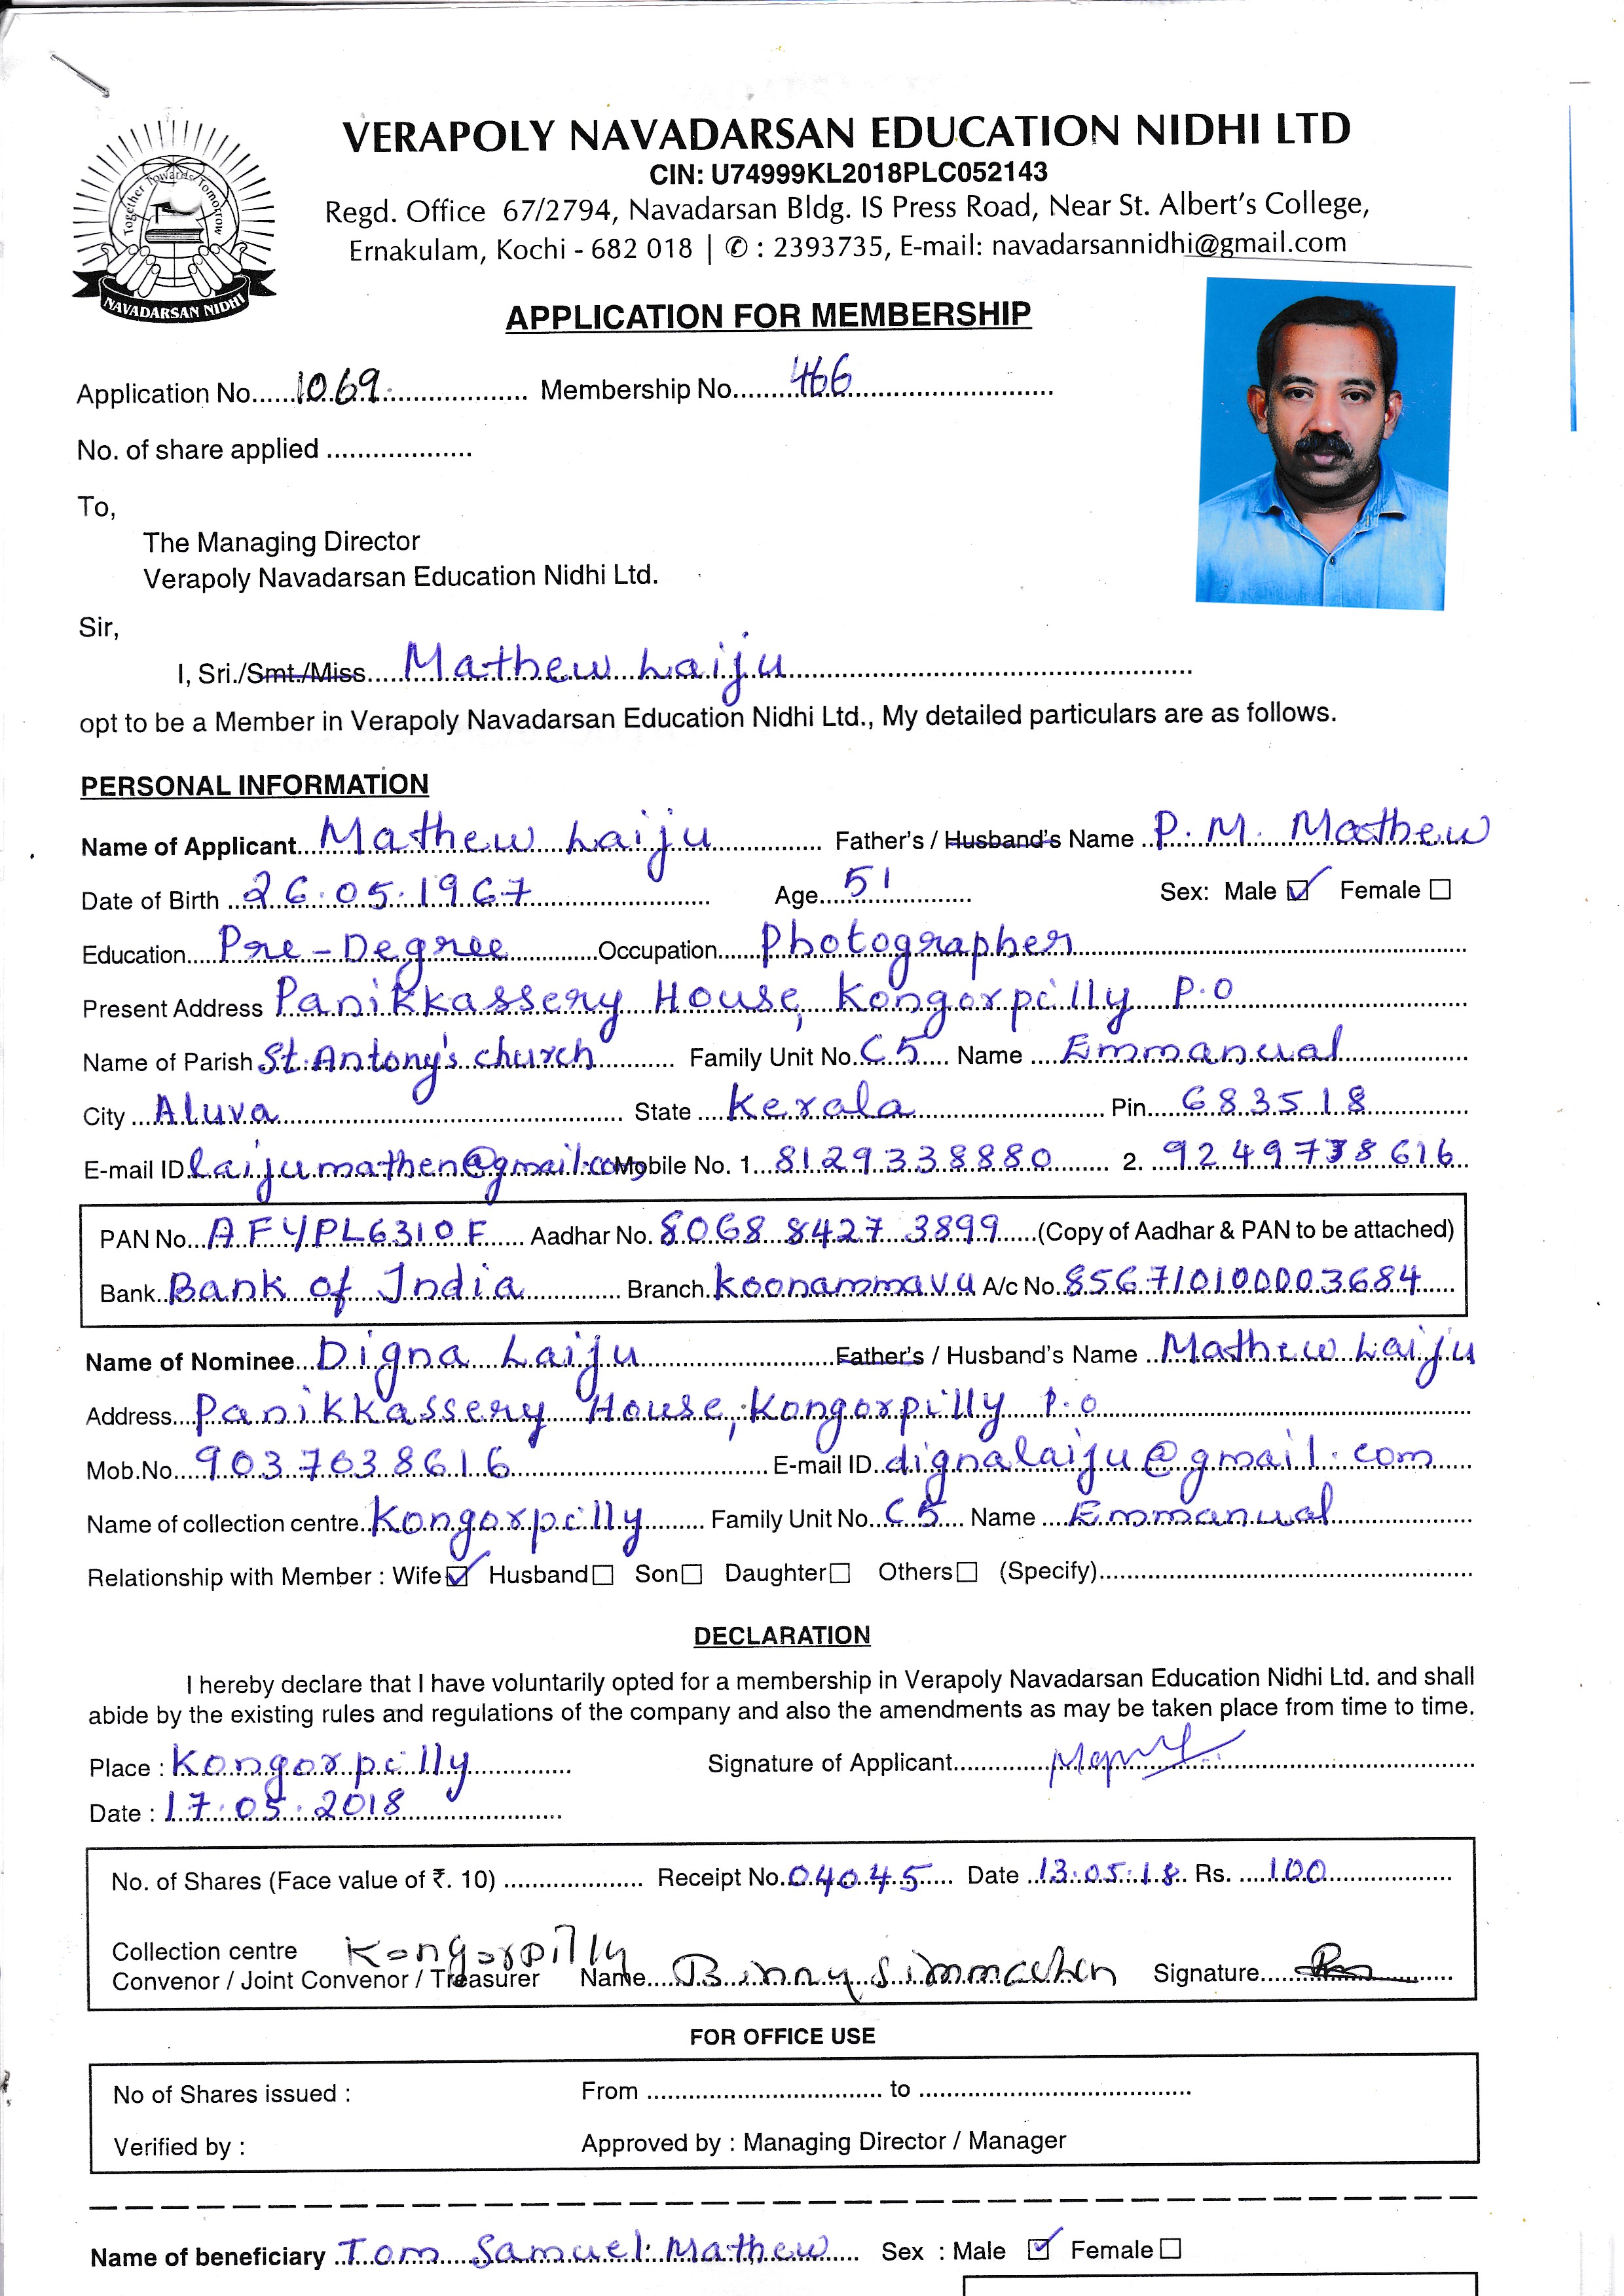 VERAPOLY NAVADARSAN EDUCATION NIDHI LTD
CIN: U74999KL2018PLC052143
Regd. Office 67/2794, Navadarsan Bldg. IS Press Road, Near St. Albert's College,
Ernakulam, Kochi - 682 018 | ✆ : 2393735, E-mail: navadarsannidhi@gmail.com
Together Towards Tomorrow
NAVADARSAN NIDHI
APPLICATION FOR MEMBERSHIP
Application No. 1069 Membership No. 466
No. of share applied
To,
The Managing Director
Verapoly Navadarsan Education Nidhi Ltd.
Sir,
I, Sri./Smt./Miss Mathew Laiju
opt to be a Member in Verapoly Navadarsan Education Nidhi Ltd., My detailed particulars are as follows.
PERSONAL INFORMATION
Name of Applicant Mathew Laiju Father's / Husband's Name P. M. Mathew
Date of Birth 26.05.1967 Age 51 Sex: Male ☑ Female ☐
Education Pre-Degree Occupation Photographer
Present Address Panikkassery House, Kongorpilly P.O
Name of Parish St. Antony's church Family Unit No. C5 Name Emmanual
City Aluva State Kerala Pin 683518
E-mail ID laijumathen@gmail.com Mobile No. 1. 8129338880 2. 9249738616
PAN No. AFYPL6310F Aadhar No. 8068 8427 3899 (Copy of Aadhar & PAN to be attached)
Bank Bank of India Branch Koonammavu A/c No. 856710100003684
Name of Nominee Digna Laiju Father's / Husband's Name Mathew Laiju
Address Panikkassery House, Kongorpilly P.O
Mob.No. 9037638616 E-mail ID dignalaiju@gmail.com
Name of collection centre Kongorpilly Family Unit No. C5 Name Emmanual
Relationship with Member : Wife ☑ Husband ☐ Son ☐ Daughter ☐ Others ☐ (Specify)
DECLARATION
I hereby declare that I have voluntarily opted for a membership in Verapoly Navadarsan Education Nidhi Ltd. and shall
abide by the existing rules and regulations of the company and also the amendments as may be taken place from time to time.
Place : Kongorpilly Signature of Applicant
Date : 17.05.2018
No. of Shares (Face value of ₹. 10) Receipt No. 04045 Date 13.05.18 Rs. 100
Collection centre Kongorpilly
Convenor / Joint Convenor / Treasurer Name Binny Simmachen Signature
FOR OFFICE USE
No of Shares issued : From to
Verified by : Approved by : Managing Director / Manager
Name of beneficiary Tom Samuel Mathew Sex : Male ☑ Female ☐